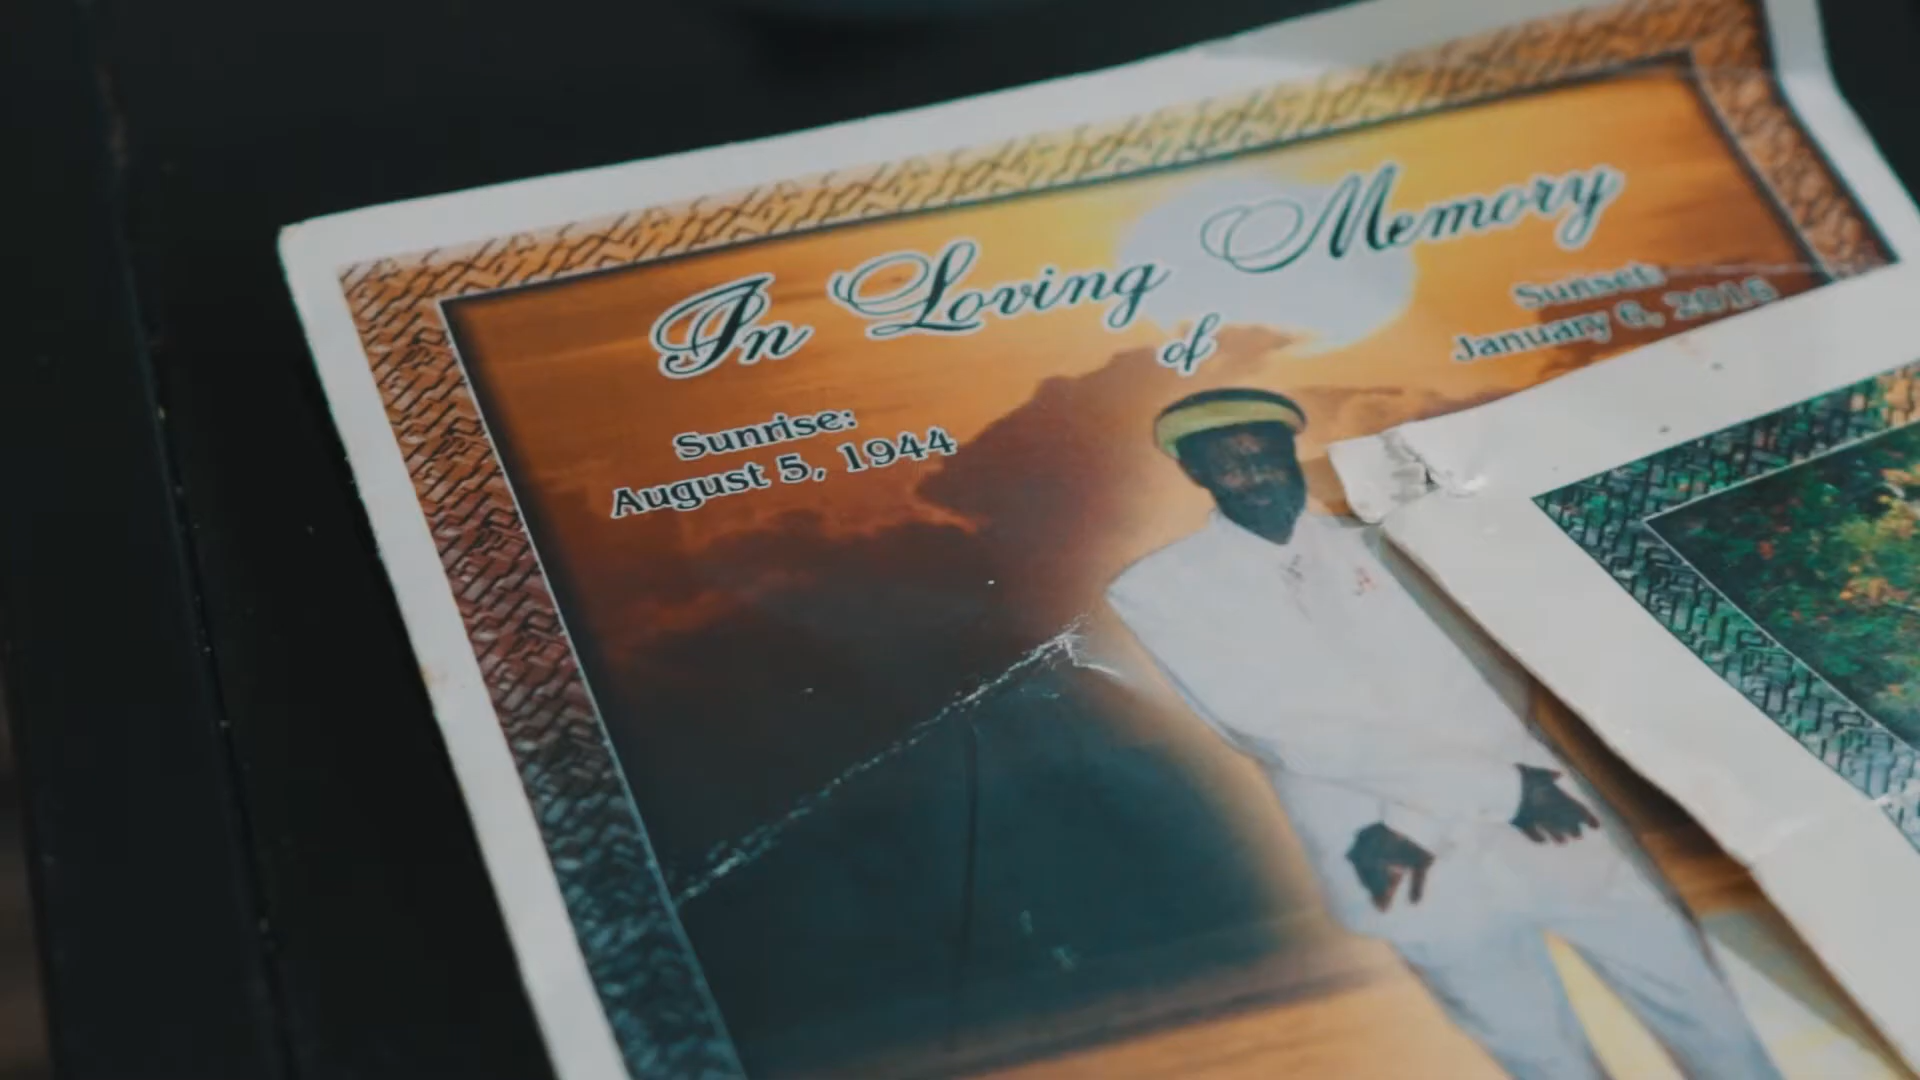 In Loving Memory
of
Sunrise:
August 5, 1944
Sunset:
January 6, 2016